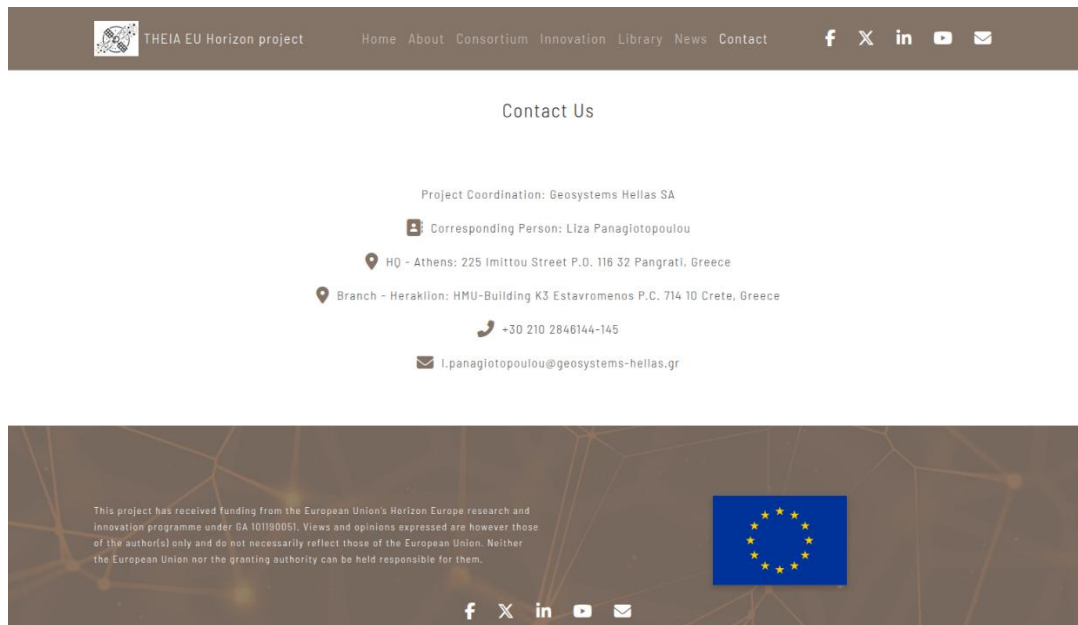 THEIA EU Horizon project
Home About Consortium Innovation Library News Contact
Contact Us
Project Coordination: Geosystems Hellas SA
Corresponding Person: Liza Panagiotopoulou
HQ - Athens: 225 Imittou Street P.O. 116 32 Pangrati, Greece
Branch - Heraklion: HMU-Building K3 Estavromenos P.C. 714 10 Crete, Greece
+30 210 2846144-145
l.panagiotopoulou@geosystems-hellas.gr
This project has received funding from the European Union's Horizon Europe research and
innovation programme under GA 101190051. Views and opinions expressed are however those
of the author(s) only and do not necessarily reflect those of the European Union. Neither
the European Union nor the granting authority can be held responsible for them.